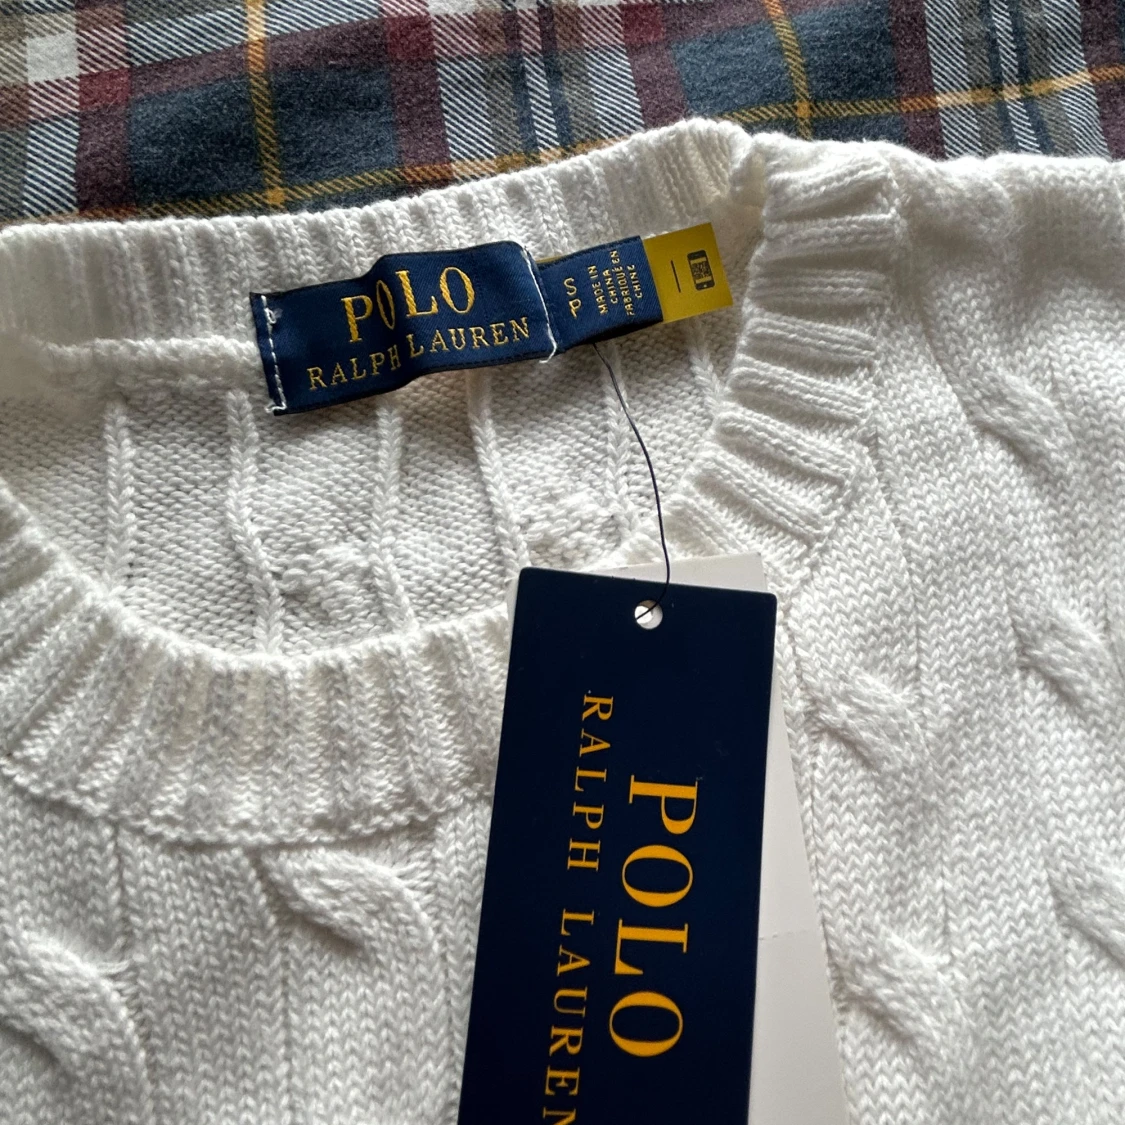 POLO
RALPH LAUREN
S
P
MADE IN
CHINA
FABRIQUÉ EN
CHINE
POLO
RALPH LAUREN